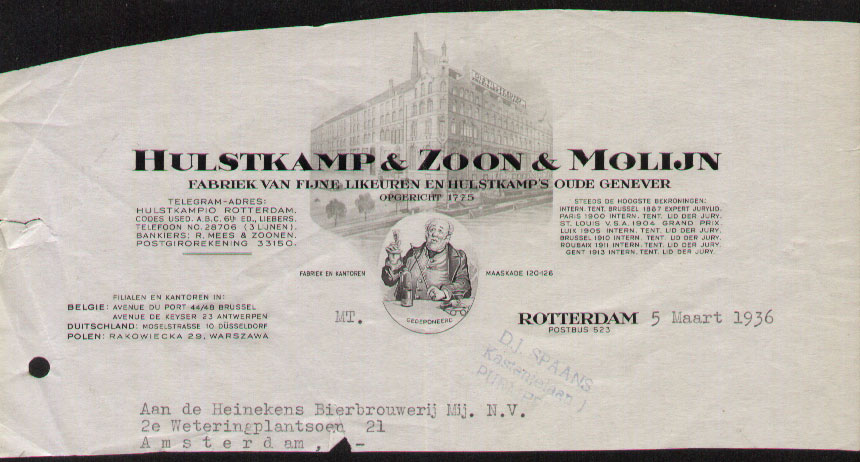 HULSTKAMP & ZOON & MOLIJN
FABRIEK VAN FIJNE LIKEUREN EN HULSTKAMP'S OUDE GENEVER
OPGERICHT 1775
TELEGRAM-ADRES:
HULSTKAMPIO ROTTERDAM.
CODES USED. A.B.C. 6TH ED., LIEBERS.
TELEFOON NO. 28706 (3 LIJNEN).
BANKIERS: R. MEES & ZOONEN.
POSTGIROREKENING 33150.
STEEDS DE HOOGSTE BEKRONINGEN:
INTERN. TENT. BRUSSEL 1887 EXPERT JURYLID.
PARIS 1900 INTERN. TENT. LID DER JURY.
ST. LOUIS V.S.A. 1904 GRAND PRIX.
LUIK 1905 INTERN. TENT. LID DER JURY.
BRUSSEL 1910 INTERN. TENT. LID DER JURY.
ROUBAIX 1911 INTERN. TENT. LID DER JURY.
GENT 1913 INTERN. TENT. LID DER JURY.
FABRIEK EN KANTOREN MAASKADE 120-126
GEDEPONEERD
FILIALEN EN KANTOREN IN:
BELGIE: AVENUE DU PORT 44/48 BRUSSEL
AVENUE DE KEYSER 23 ANTWERPEN
DUITSCHLAND: MOSELSTRASSE 10 DÜSSELDORF
POLEN: RAKOWIECKA 29, WARSZAWA
MT.
ROTTERDAM 5 Maart 1936
POSTBUS 523
D.J. SPAANS
Aan de Heinekens Bierbrouwerij Mij. N.V.
2e Weteringplantsoen 21
Amsterdam, -